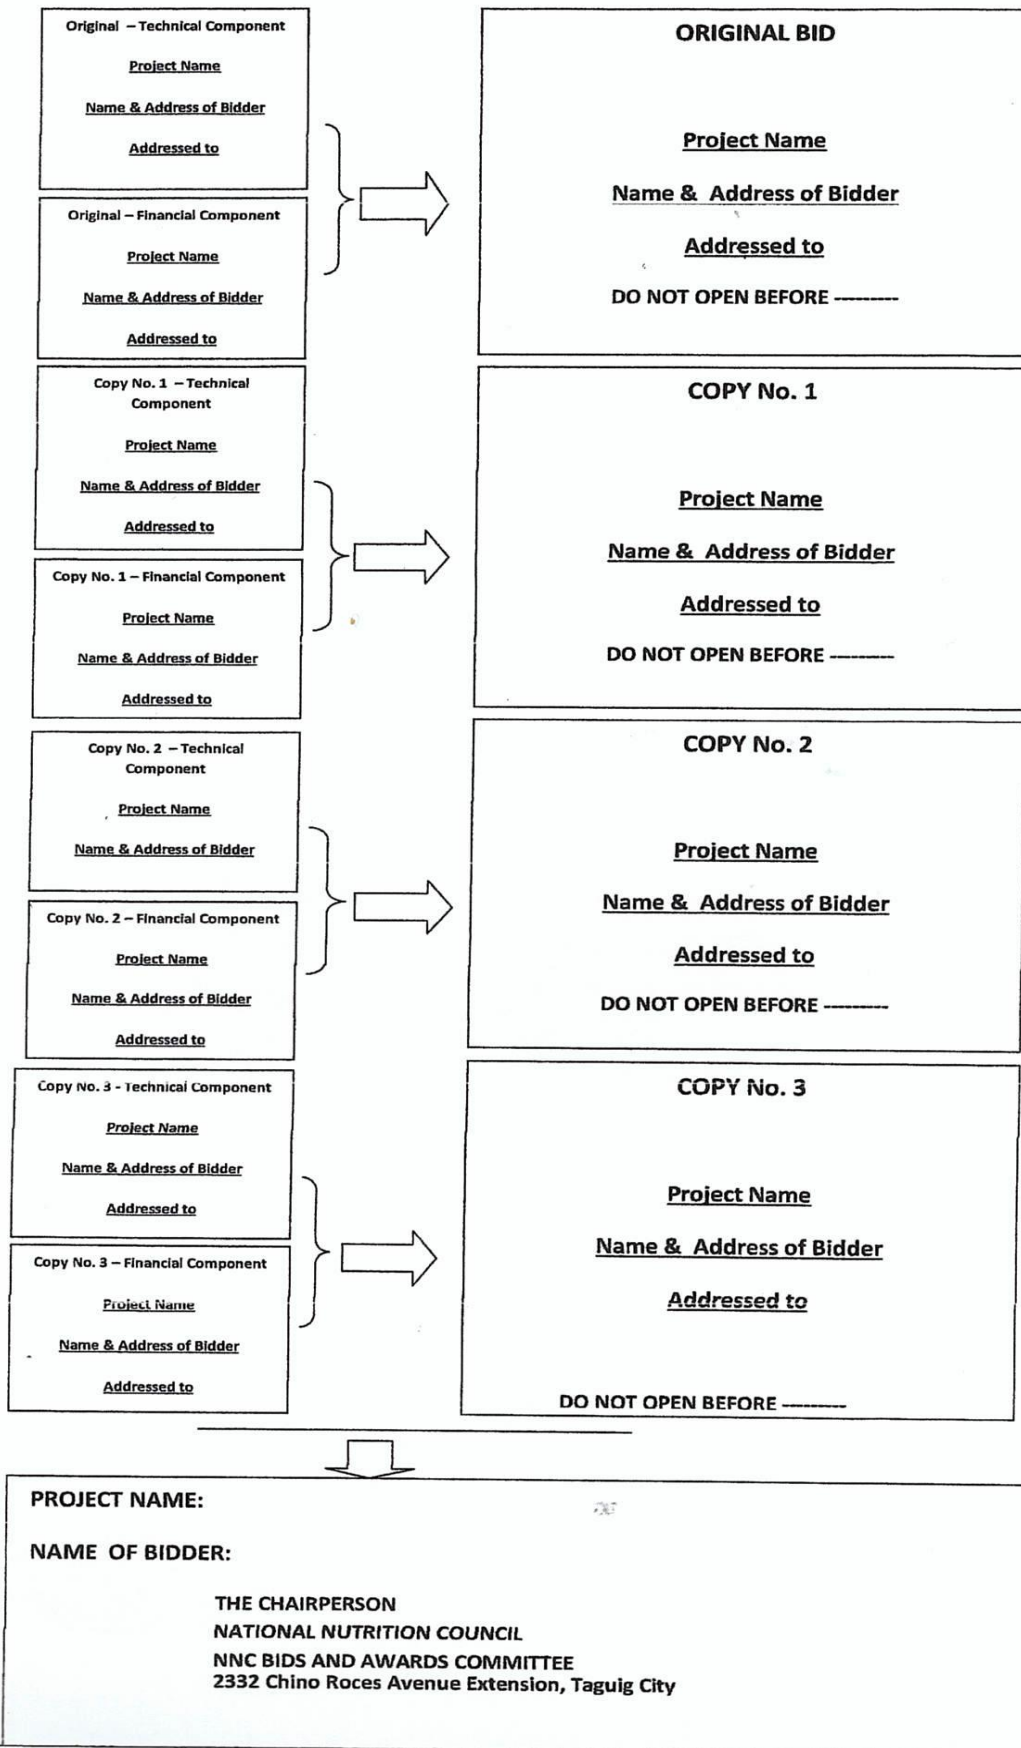 Original – Technical Component
Project Name
Name & Address of Bidder
Addressed to
Original – Financial Component
Project Name
Name & Address of Bidder
Addressed to
ORIGINAL BID
Project Name
Name & Address of Bidder
Addressed to
DO NOT OPEN BEFORE ---------
Copy No. 1 – Technical
Component
Project Name
Name & Address of Bidder
Addressed to
Copy No. 1 – Financial Component
Project Name
Name & Address of Bidder
Addressed to
COPY No. 1
Project Name
Name & Address of Bidder
Addressed to
DO NOT OPEN BEFORE ---------
Copy No. 2 – Technical
Component
Project Name
Name & Address of Bidder
Copy No. 2 – Financial Component
Project Name
Name & Address of Bidder
Addressed to
COPY No. 2
Project Name
Name & Address of Bidder
Addressed to
DO NOT OPEN BEFORE ---------
Copy No. 3 - Technical Component
Project Name
Name & Address of Bidder
Addressed to
Copy No. 3 – Financial Component
Project Name
Name & Address of Bidder
Addressed to
COPY No. 3
Project Name
Name & Address of Bidder
Addressed to
DO NOT OPEN BEFORE ---------
PROJECT NAME:
NAME OF BIDDER:
THE CHAIRPERSON
NATIONAL NUTRITION COUNCIL
NNC BIDS AND AWARDS COMMITTEE
2332 Chino Roces Avenue Extension, Taguig City